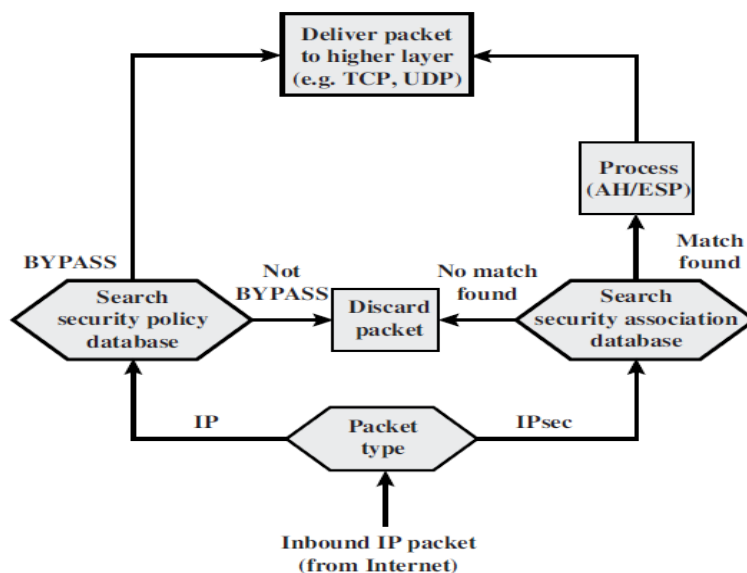 Deliver packet
to higher layer
(e.g. TCP, UDP)
Process
(AH/ESP)
BYPASS
Not
BYPASS
No match
found
Match
found
Search
security policy
database
Discard
packet
Search
security association
database
IP
Packet
type
IPsec
Inbound IP packet
(from Internet)